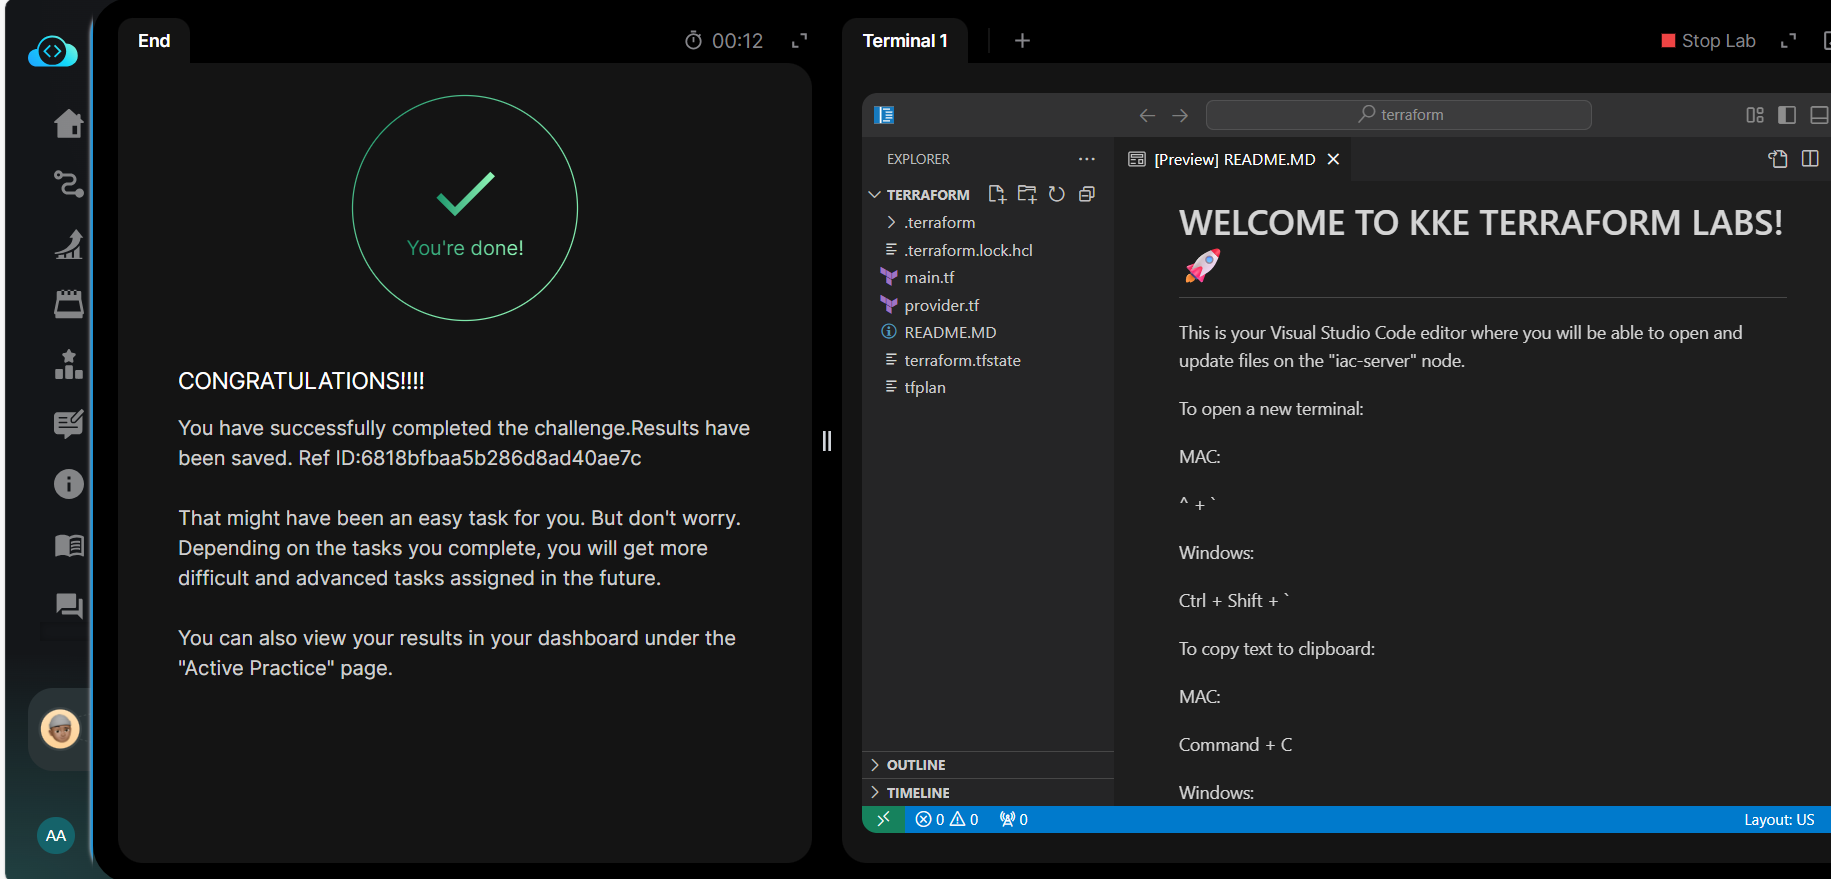 End
00:12
You're done!
CONGRATULATIONS!!!!
You have successfully completed the challenge.Results have
been saved. Ref ID:6818bfbaa5b286d8ad40ae7c
That might have been an easy task for you. But don't worry.
Depending on the tasks you complete, you will get more
difficult and advanced tasks assigned in the future.
You can also view your results in your dashboard under the
"Active Practice" page.
AA
Terminal 1
Stop Lab
terraform
EXPLORER
TERRAFORM
.terraform
.terraform.lock.hcl
main.tf
provider.tf
README.MD
terraform.tfstate
tfplan
OUTLINE
TIMELINE
[Preview] README.MD
WELCOME TO KKE TERRAFORM LABS!
🚀
This is your Visual Studio Code editor where you will be able to open and
update files on the "iac-server" node.
To open a new terminal:
MAC:
^ + `
Windows:
Ctrl + Shift + `
To copy text to clipboard:
MAC:
Command + C
Windows:
0 0 0
Layout: US